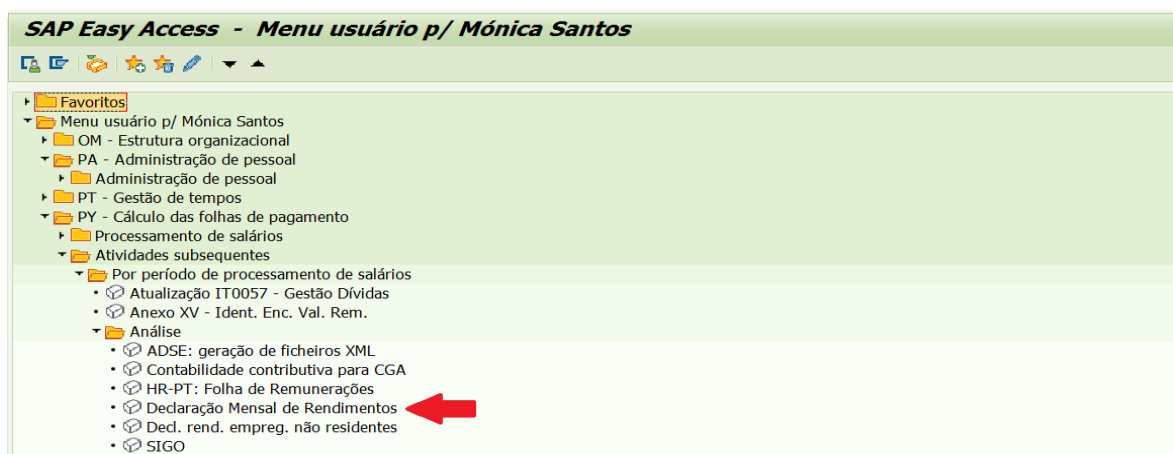 SAP Easy Access - Menu usuário p/ Mónica Santos
Favoritos
Menu usuário p/ Mónica Santos
OM - Estrutura organizacional
PA - Administração de pessoal
Administração de pessoal
PT - Gestão de tempos
PY - Cálculo das folhas de pagamento
Processamento de salários
Atividades subsequentes
Por período de processamento de salários
Atualização IT0057 - Gestão Dívidas
Anexo XV - Ident. Enc. Val. Rem.
Análise
ADSE: geração de ficheiros XML
Contabilidade contributiva para CGA
HR-PT: Folha de Remunerações
Declaração Mensal de Rendimentos
Decl. rend. empreg. não residentes
SIGO